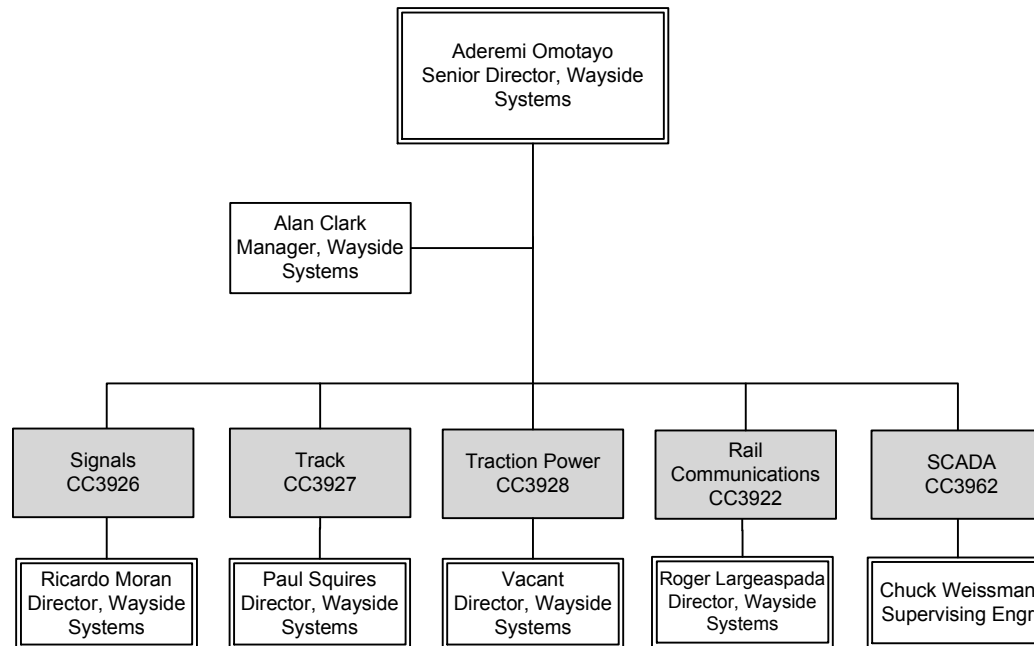 Aderemi Omotayo
Senior Director, Wayside
Systems
Alan Clark
Manager, Wayside
Systems
Signals
CC3926
Track
CC3927
Traction Power
CC3928
Rail
Communications
CC3922
SCADA
CC3962
Ricardo Moran
Director, Wayside
Systems
Paul Squires
Director, Wayside
Systems
Vacant
Director, Wayside
Systems
Roger Largeaspada
Director, Wayside
Systems
Chuck Weissman
Supervising Engr